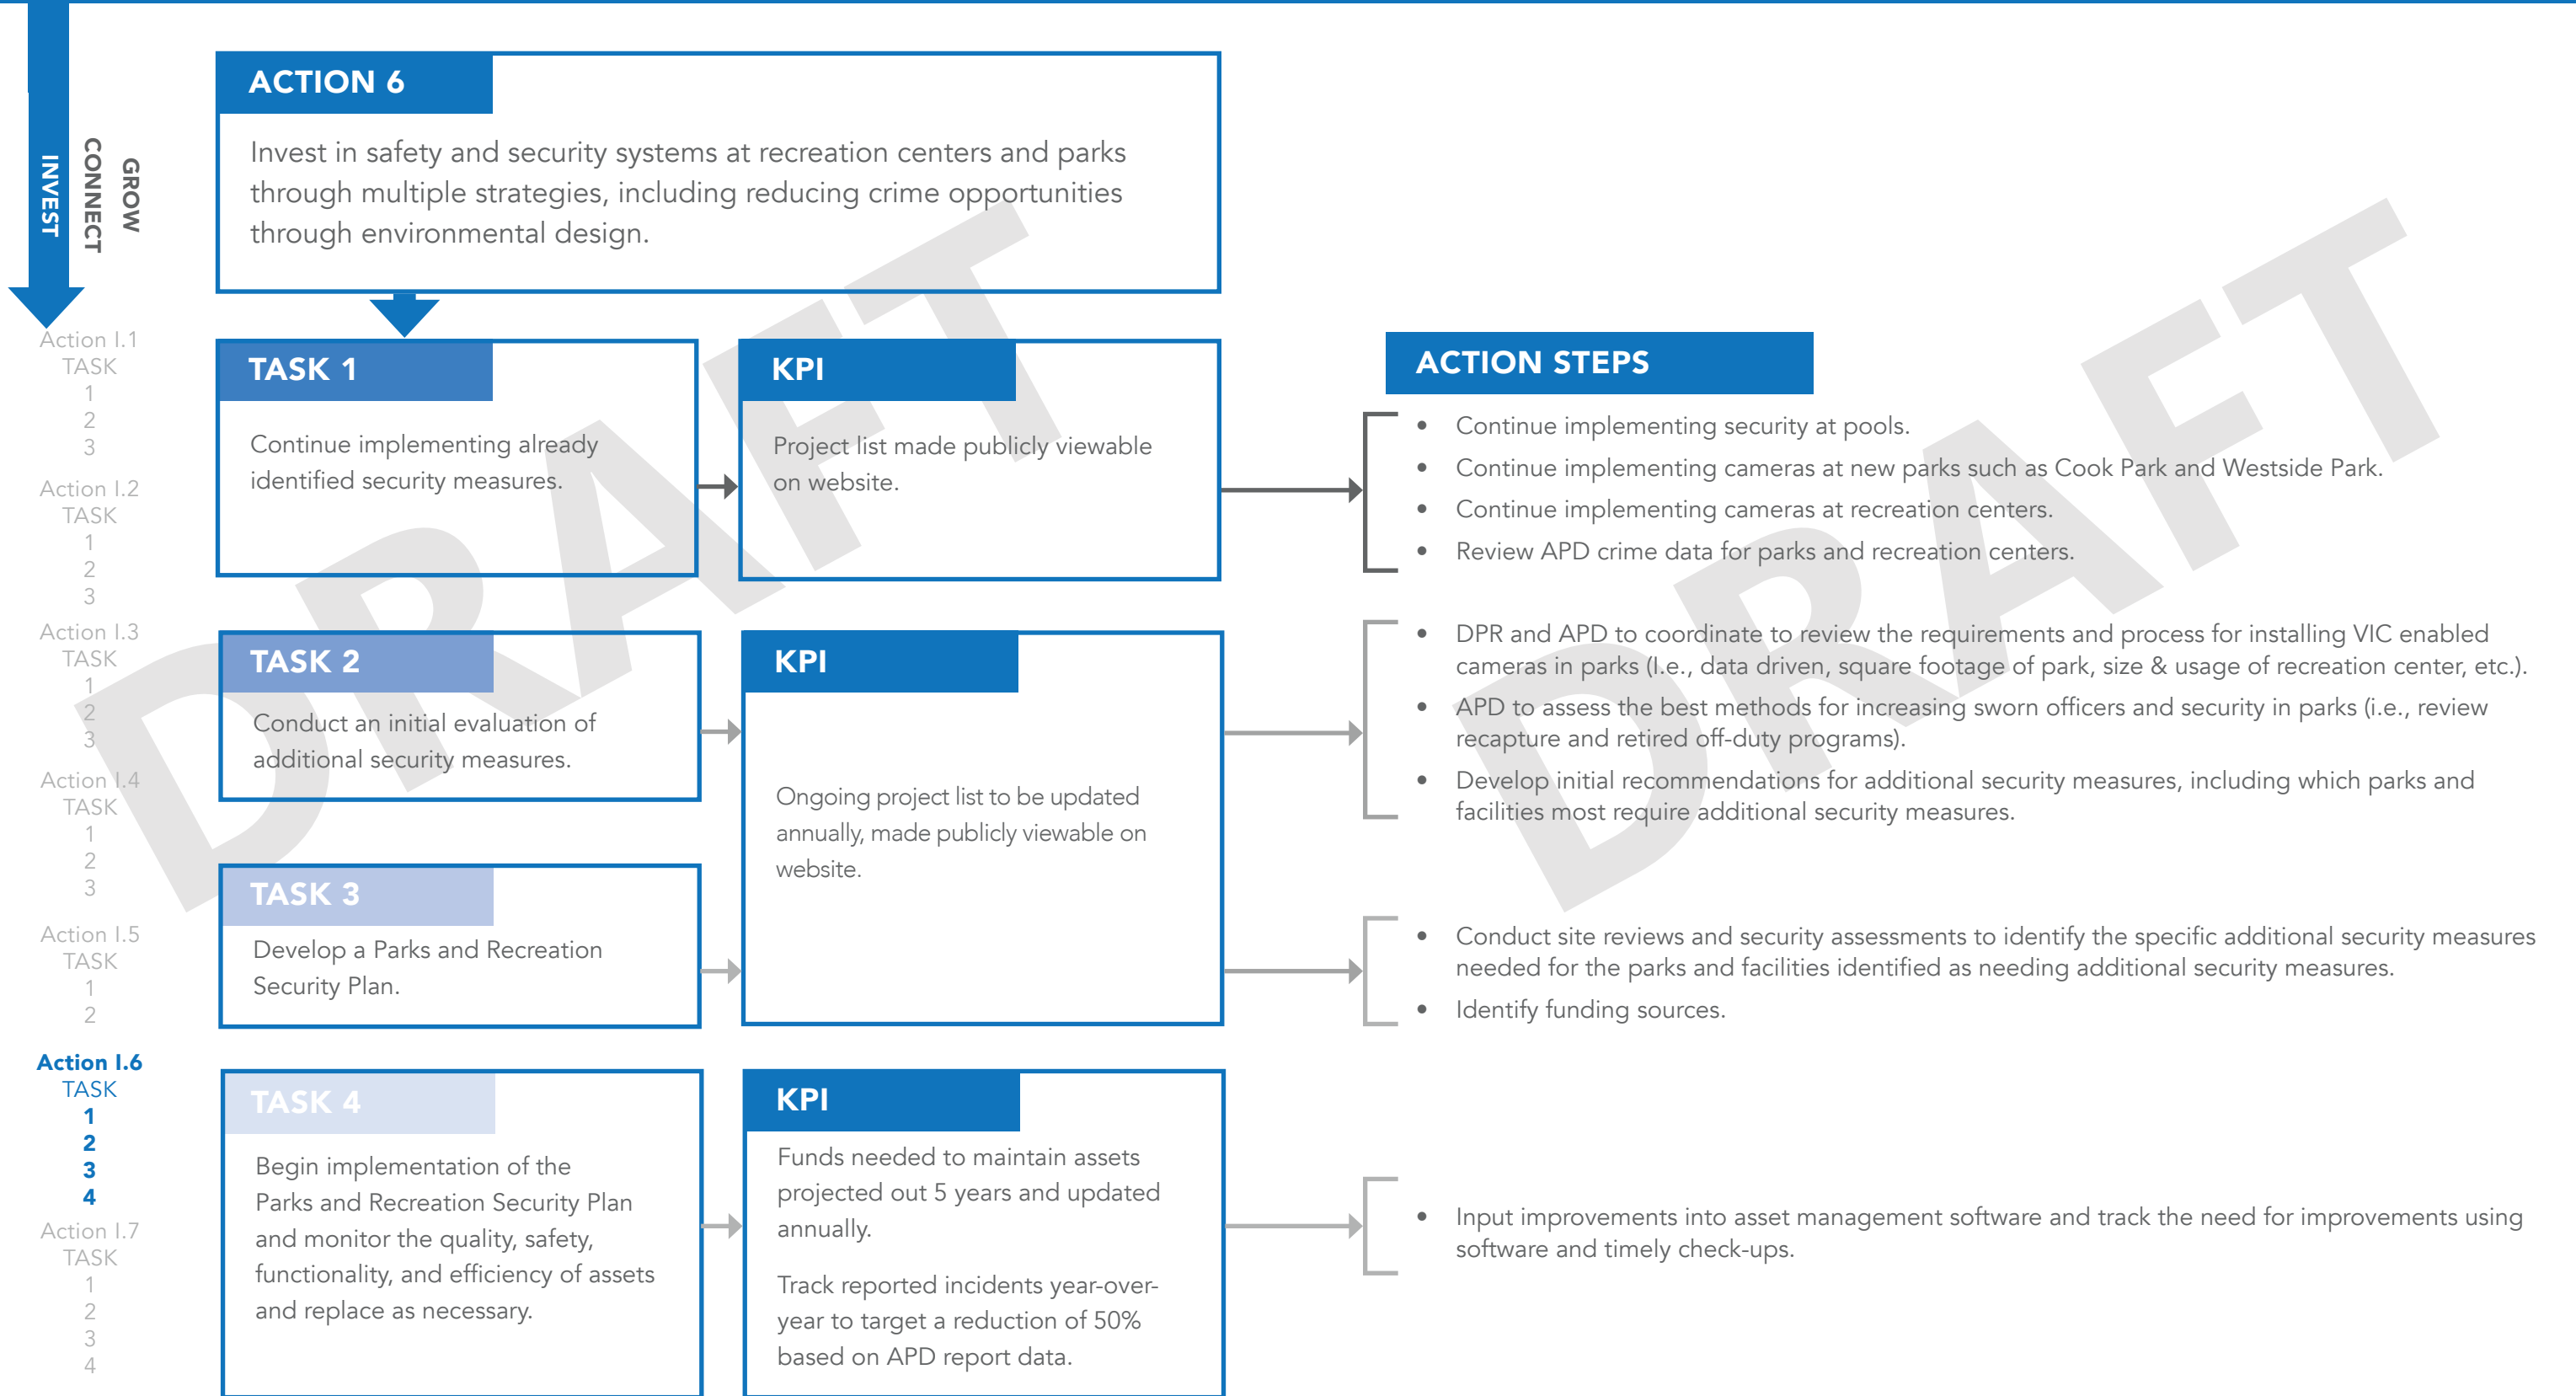 GROW
CONNECT
INVEST
ACTION 6
Invest in safety and security systems at recreation centers and parks
through multiple strategies, including reducing crime opportunities
through environmental design.
Action I.1
TASK
1
2
3
Action I.2
TASK
1
2
3
Action I.3
TASK
1
2
3
Action I.4
TASK
1
2
3
Action I.5
TASK
1
2
Action I.6
TASK
1
2
3
4
Action I.7
TASK
1
2
3
4
TASK 1
Continue implementing already
identified security measures.
KPI
Project list made publicly viewable
on website.
ACTION STEPS
• Continue implementing security at pools.
• Continue implementing cameras at new parks such as Cook Park and Westside Park.
• Continue implementing cameras at recreation centers.
• Review APD crime data for parks and recreation centers.
TASK 2
Conduct an initial evaluation of
additional security measures.
KPI
Ongoing project list to be updated
annually, made publicly viewable on
website.
• DPR and APD to coordinate to review the requirements and process for installing VIC enabled
cameras in parks (I.e., data driven, square footage of park, size & usage of recreation center, etc.).
• APD to assess the best methods for increasing sworn officers and security in parks (i.e., review
recapture and retired off-duty programs).
• Develop initial recommendations for additional security measures, including which parks and
facilities most require additional security measures.
TASK 3
Develop a Parks and Recreation
Security Plan.
• Conduct site reviews and security assessments to identify the specific additional security measures
needed for the parks and facilities identified as needing additional security measures.
• Identify funding sources.
TASK 4
Begin implementation of the
Parks and Recreation Security Plan
and monitor the quality, safety,
functionality, and efficiency of assets
and replace as necessary.
KPI
Funds needed to maintain assets
projected out 5 years and updated
annually.
Track reported incidents year-over-
year to target a reduction of 50%
based on APD report data.
• Input improvements into asset management software and track the need for improvements using
software and timely check-ups.
DRAFT
DRAFT